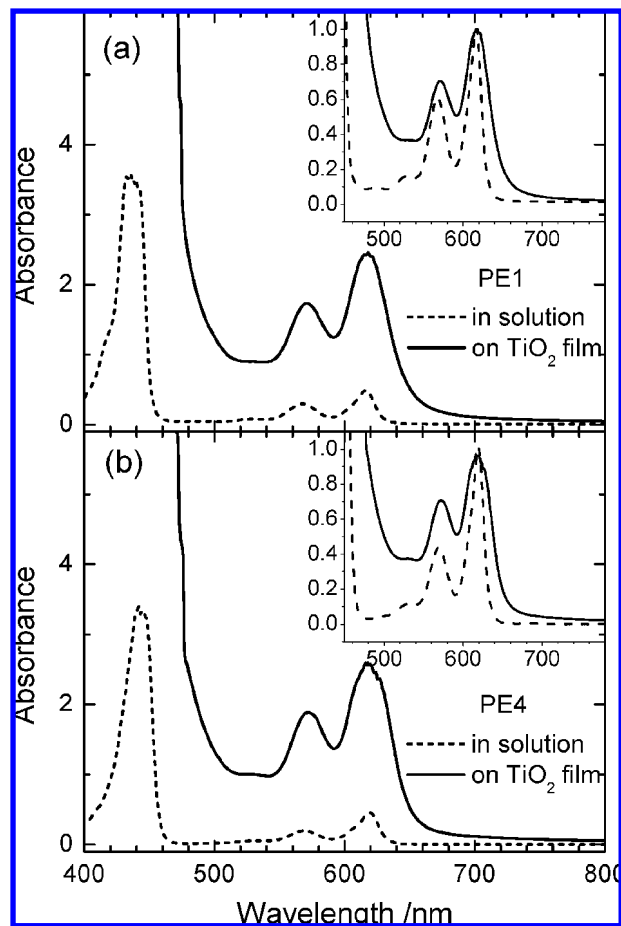 (a)
Absorbance
4
2
0
1.0
0.8
0.6
0.4
0.2
0.0
500 600 700
PE1
in solution
on TiO2 film
(b)
Absorbance
4
2
0
1.0
0.8
0.6
0.4
0.2
0.0
500 600 700
PE4
in solution
on TiO2 film
400 500 600 700 800
Wavelength /nm